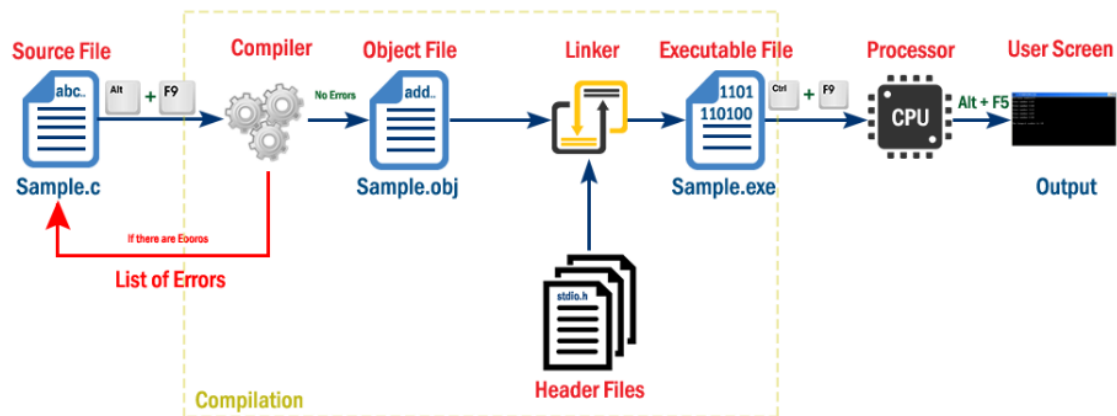 Source File
Compiler
Object File
Linker
Executable File
Processor
User Screen
abc..
Alt + F9
No Errors
add..
1101
110100
Ctrl + F9
CPU
Alt + F5
Sample.c
Sample.obj
Sample.exe
Output
If there are Eooros
List of Errors
stdio.h
Header Files
Compilation